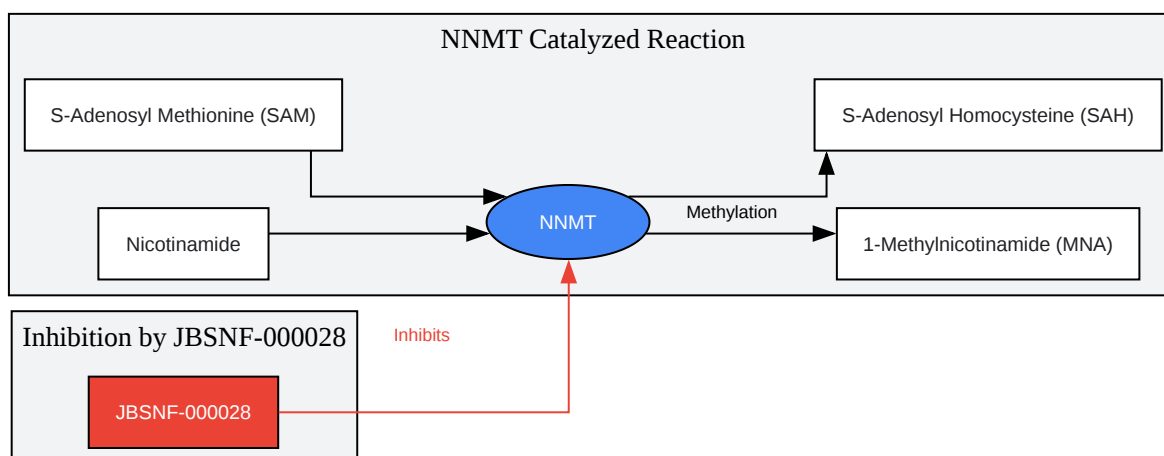 NNMT Catalyzed Reaction
S-Adenosyl Methionine (SAM)
S-Adenosyl Homocysteine (SAH)
Nicotinamide
NNMT
Methylation
1-Methylnicotinamide (MNA)
Inhibition by JBSNF-000028
Inhibits
JBSNF-000028